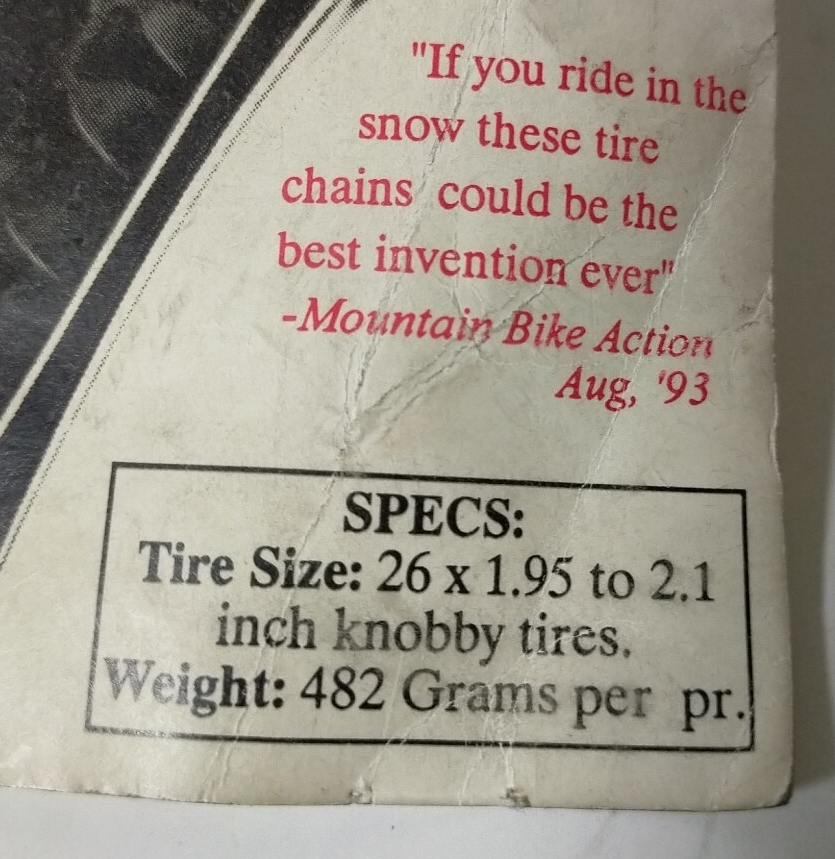 "If you ride in the
snow these tire
chains could be the
best invention ever"
-Mountain Bike Action
Aug, '93
SPECS:
Tire Size: 26 x 1.95 to 2.1
inch knobby tires.
Weight: 482 Grams per pr.